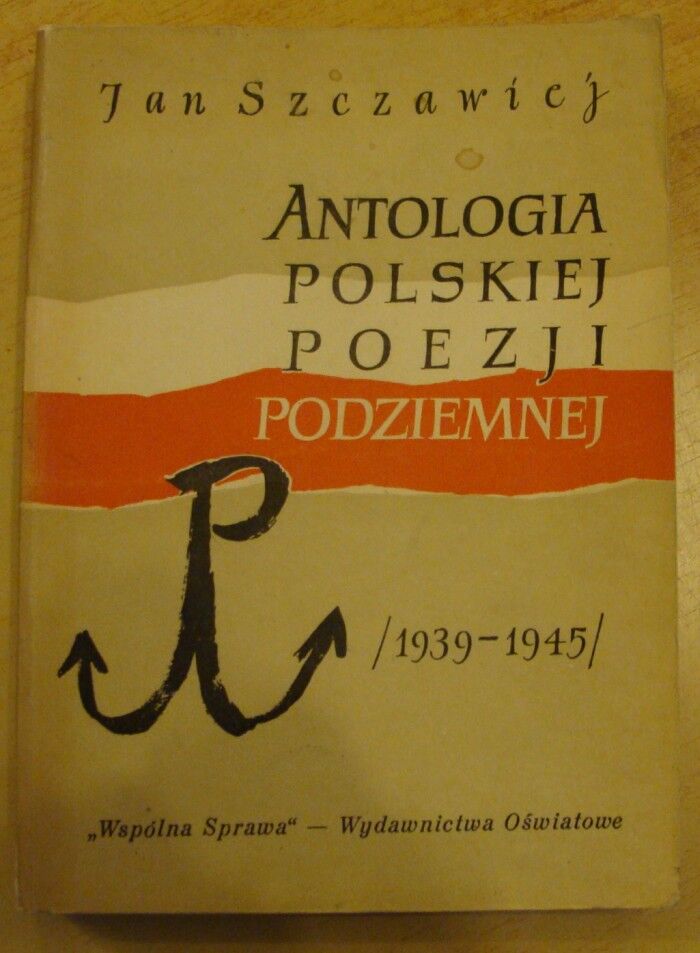 Jan Szczawiej
ANTOLOGIA
POLSKIEJ
POEZJI
PODZIEMNEJ
P
/1939-1945/
„Wspólna Sprawa“ — Wydawnictwa Oświatowe